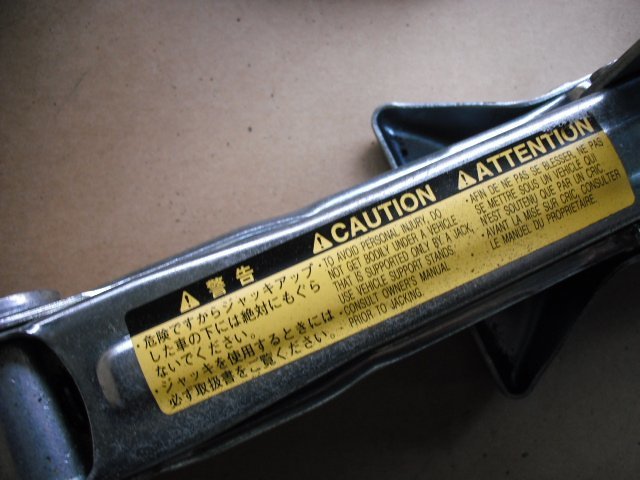 ⚠警告
・危険ですからジャッキアップ
した車の下には絶対にもぐら
ないでください。
・ジャッキを使用するときには
必ず取扱書をご覧ください。
⚠CAUTION
・TO AVOID PERSONAL INJURY, DO
NOT GET BODILY UNDER A VEHICLE
THAT IS SUPPORTED ONLY BY A JACK,
USE VEHICLE SUPPORT STANDS.
・CONSULT OWNER'S MANUAL
PRIOR TO JACKING.
⚠ATTENTION
・AFIN DE NE PAS SE BLESSER, NE PAS
SE METTRE SOUS UN VEHICLE QUI
N'EST SOUTENU QUE PAR UN CRIC.
・AVANT LA MISE SUR CRIC, CONSULTER
LE MANUEL DU PROPRIETAIRE.